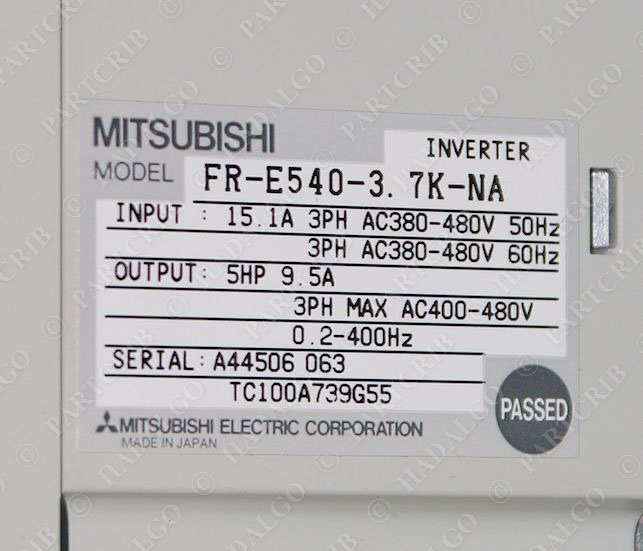 MITSUBISHI
INVERTER
MODEL FR-E540-3.7K-NA
INPUT : 15.1A 3PH AC380-480V 50Hz
3PH AC380-480V 60Hz
OUTPUT: 5HP 9.5A
3PH MAX AC400-480V
0.2-400Hz
SERIAL: A44506 063
TC100A739G55
PASSED
MITSUBISHI ELECTRIC CORPORATION
MADE IN JAPAN
© PARTCRIB © HADALGO